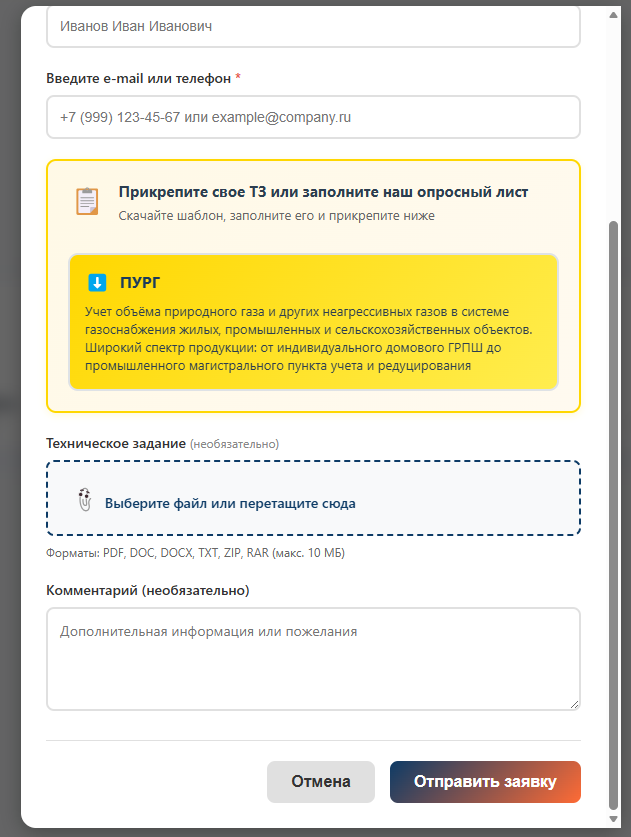 Иванов Иван Иванович
Введите e-mail или телефон *
+7 (999) 123-45-67 или example@company.ru
Прикрепите свое ТЗ или заполните наш опросный лист
Скачайте шаблон, заполните его и прикрепите ниже
ПУРГ
Учет объёма природного газа и других неагрессивных газов в системе
газоснабжения жилых, промышленных и сельскохозяйственных объектов.
Широкий спектр продукции: от индивидуального домового ГРПШ до
промышленного магистрального пункта учета и редуцирования
Техническое задание (необязательно)
Выберите файл или перетащите сюда
Форматы: PDF, DOC, DOCX, TXT, ZIP, RAR (макс. 10 МБ)
Комментарий (необязательно)
Дополнительная информация или пожелания
Отмена
Отправить заявку